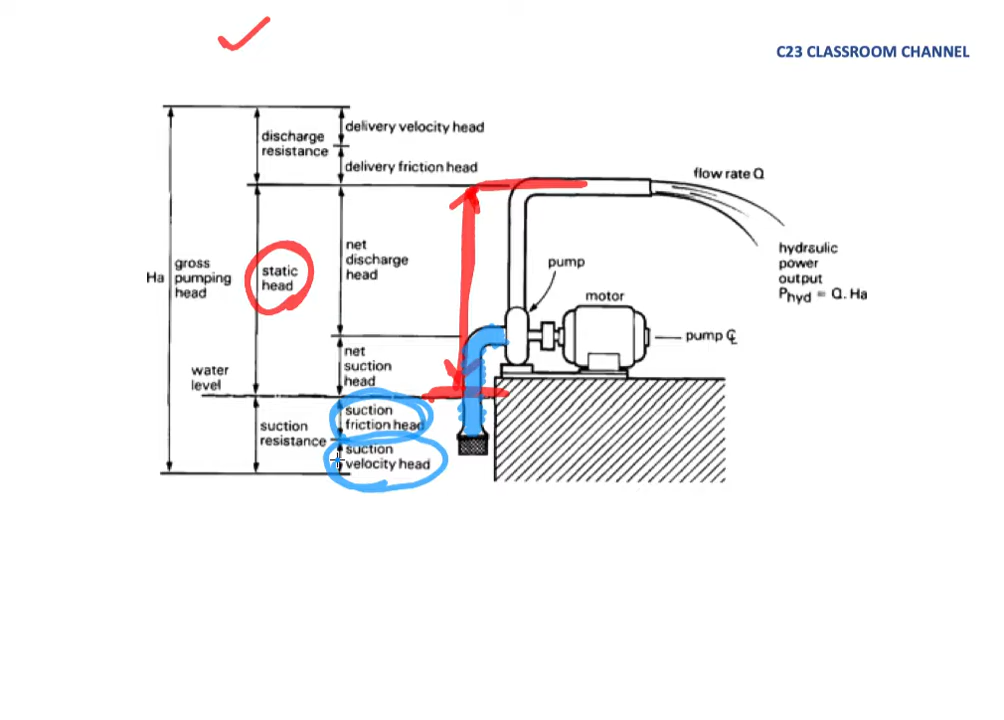 C23 CLASSROOM CHANNEL
delivery velocity head
discharge
resistance
delivery friction head
flow rate Q
net
discharge
head
hydraulic
power
output
Phyd = Q. Ha
pump
motor
Ha
gross
pumping
head
static
head
pump ℄
net
suction
head
water
level
suction
friction head
suction
resistance
suction
velocity head